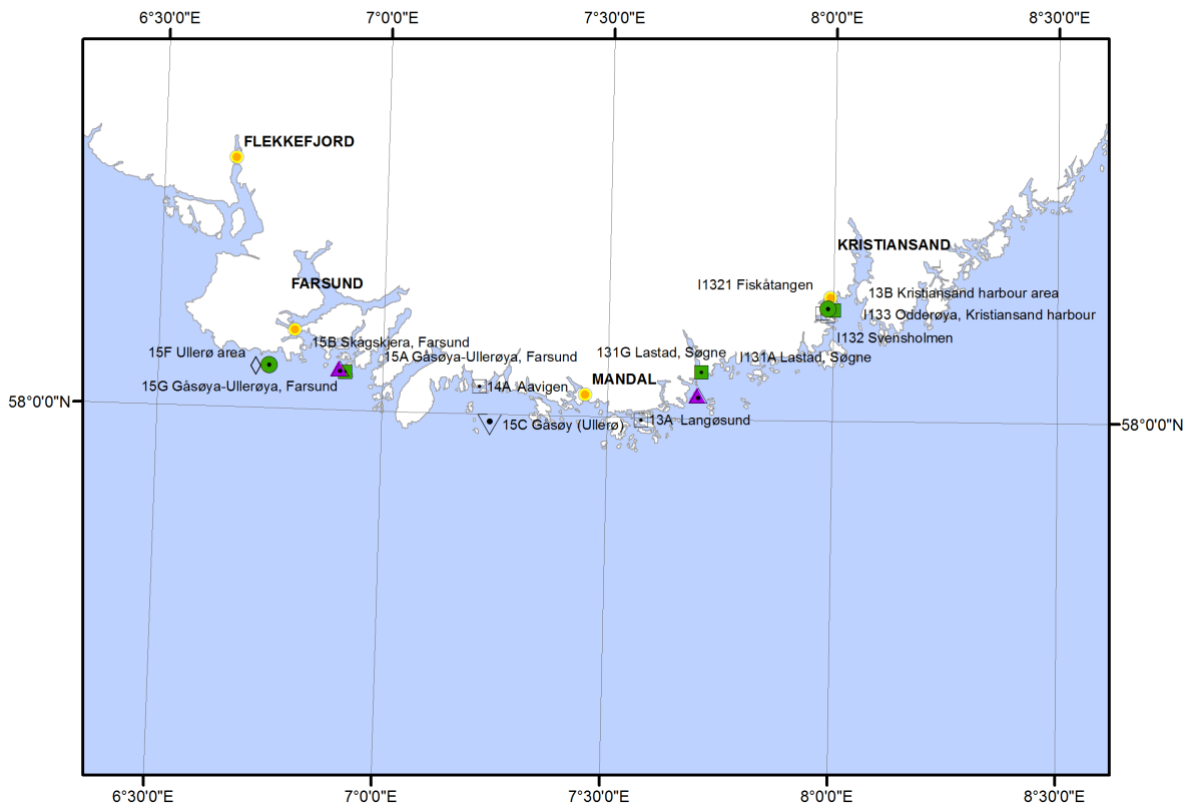 6°30'0"E
7°0'0"E
7°30'0"E
8°0'0"E
8°30'0"E
FLEKKEFJORD
KRISTIANSAND
FARSUND
I1321 Fiskåtangen
13B Kristiansand harbour area
I133 Odderøya, Kristiansand harbour
I132 Svensholmen
15B Skågskjera, Farsund
15F Ullerø area
15A Gåsøya-Ullerøya, Farsund
131G Lastad, Søgne
I131A Lastad, Søgne
15G Gåsøya-Ullerøya, Farsund
14A Aavigen
MANDAL
58°0'0"N
15C Gåsøy (Ullerø)
13A Langøsund
58°0'0"N
6°30'0"E
7°0'0"E
7°30'0"E
8°0'0"E
8°30'0"E